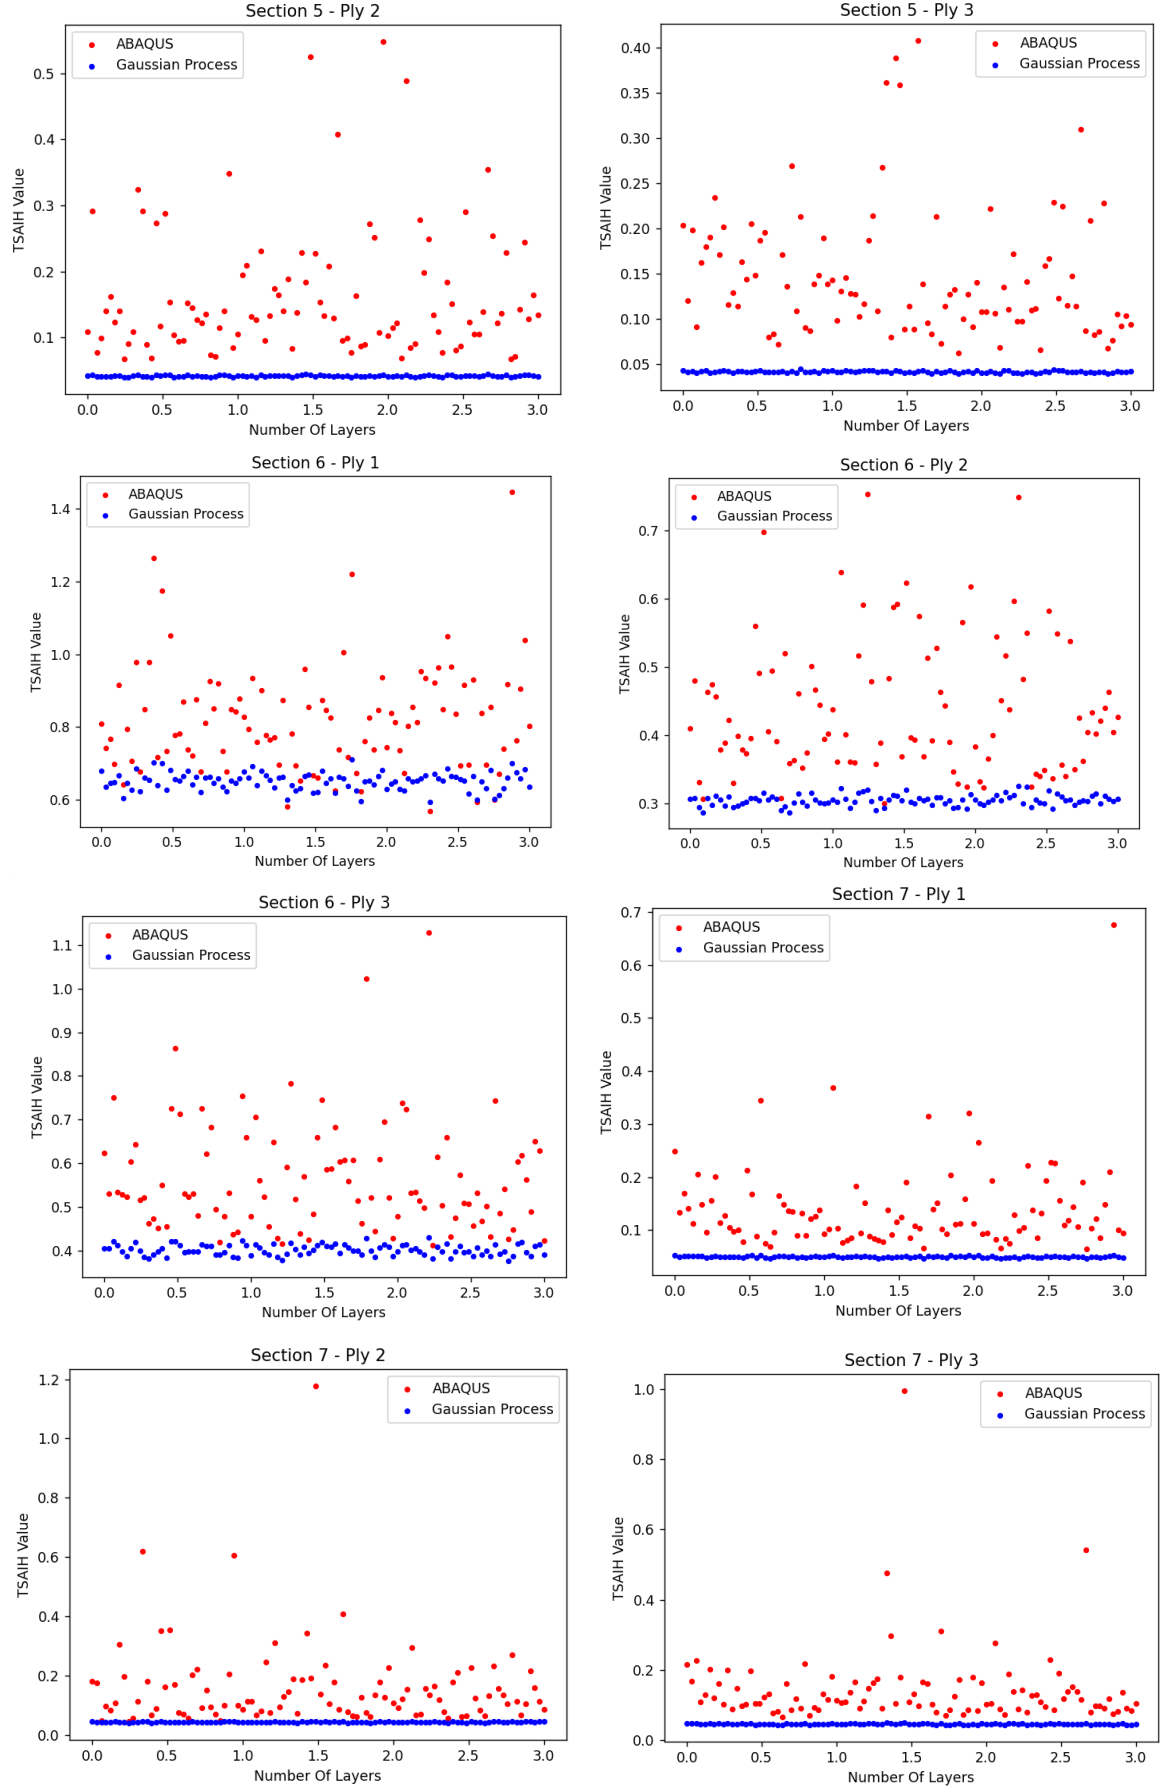 Section 5 - Ply 2
ABAQUS
Gaussian Process
TSAIH Value
0.5
0.4
0.3
0.2
0.1
0.0 0.5 1.0 1.5 2.0 2.5 3.0
Number Of Layers
Section 5 - Ply 3
ABAQUS
Gaussian Process
TSAIH Value
0.40
0.35
0.30
0.25
0.20
0.15
0.10
0.05
0.0 0.5 1.0 1.5 2.0 2.5 3.0
Number Of Layers
Section 6 - Ply 1
ABAQUS
Gaussian Process
TSAIH Value
1.4
1.2
1.0
0.8
0.6
0.0 0.5 1.0 1.5 2.0 2.5 3.0
Number Of Layers
Section 6 - Ply 2
ABAQUS
Gaussian Process
TSAIH Value
0.7
0.6
0.5
0.4
0.3
0.0 0.5 1.0 1.5 2.0 2.5 3.0
Number Of Layers
Section 6 - Ply 3
ABAQUS
Gaussian Process
TSAIH Value
1.1
1.0
0.9
0.8
0.7
0.6
0.5
0.4
0.0 0.5 1.0 1.5 2.0 2.5 3.0
Number Of Layers
Section 7 - Ply 1
ABAQUS
Gaussian Process
TSAIH Value
0.7
0.6
0.5
0.4
0.3
0.2
0.1
0.0 0.5 1.0 1.5 2.0 2.5 3.0
Number Of Layers
Section 7 - Ply 2
ABAQUS
Gaussian Process
TSAIH Value
1.2
1.0
0.8
0.6
0.4
0.2
0.0
0.0 0.5 1.0 1.5 2.0 2.5 3.0
Number Of Layers
Section 7 - Ply 3
ABAQUS
Gaussian Process
TSAIH Value
1.0
0.8
0.6
0.4
0.2
0.0
0.0 0.5 1.0 1.5 2.0 2.5 3.0
Number Of Layers